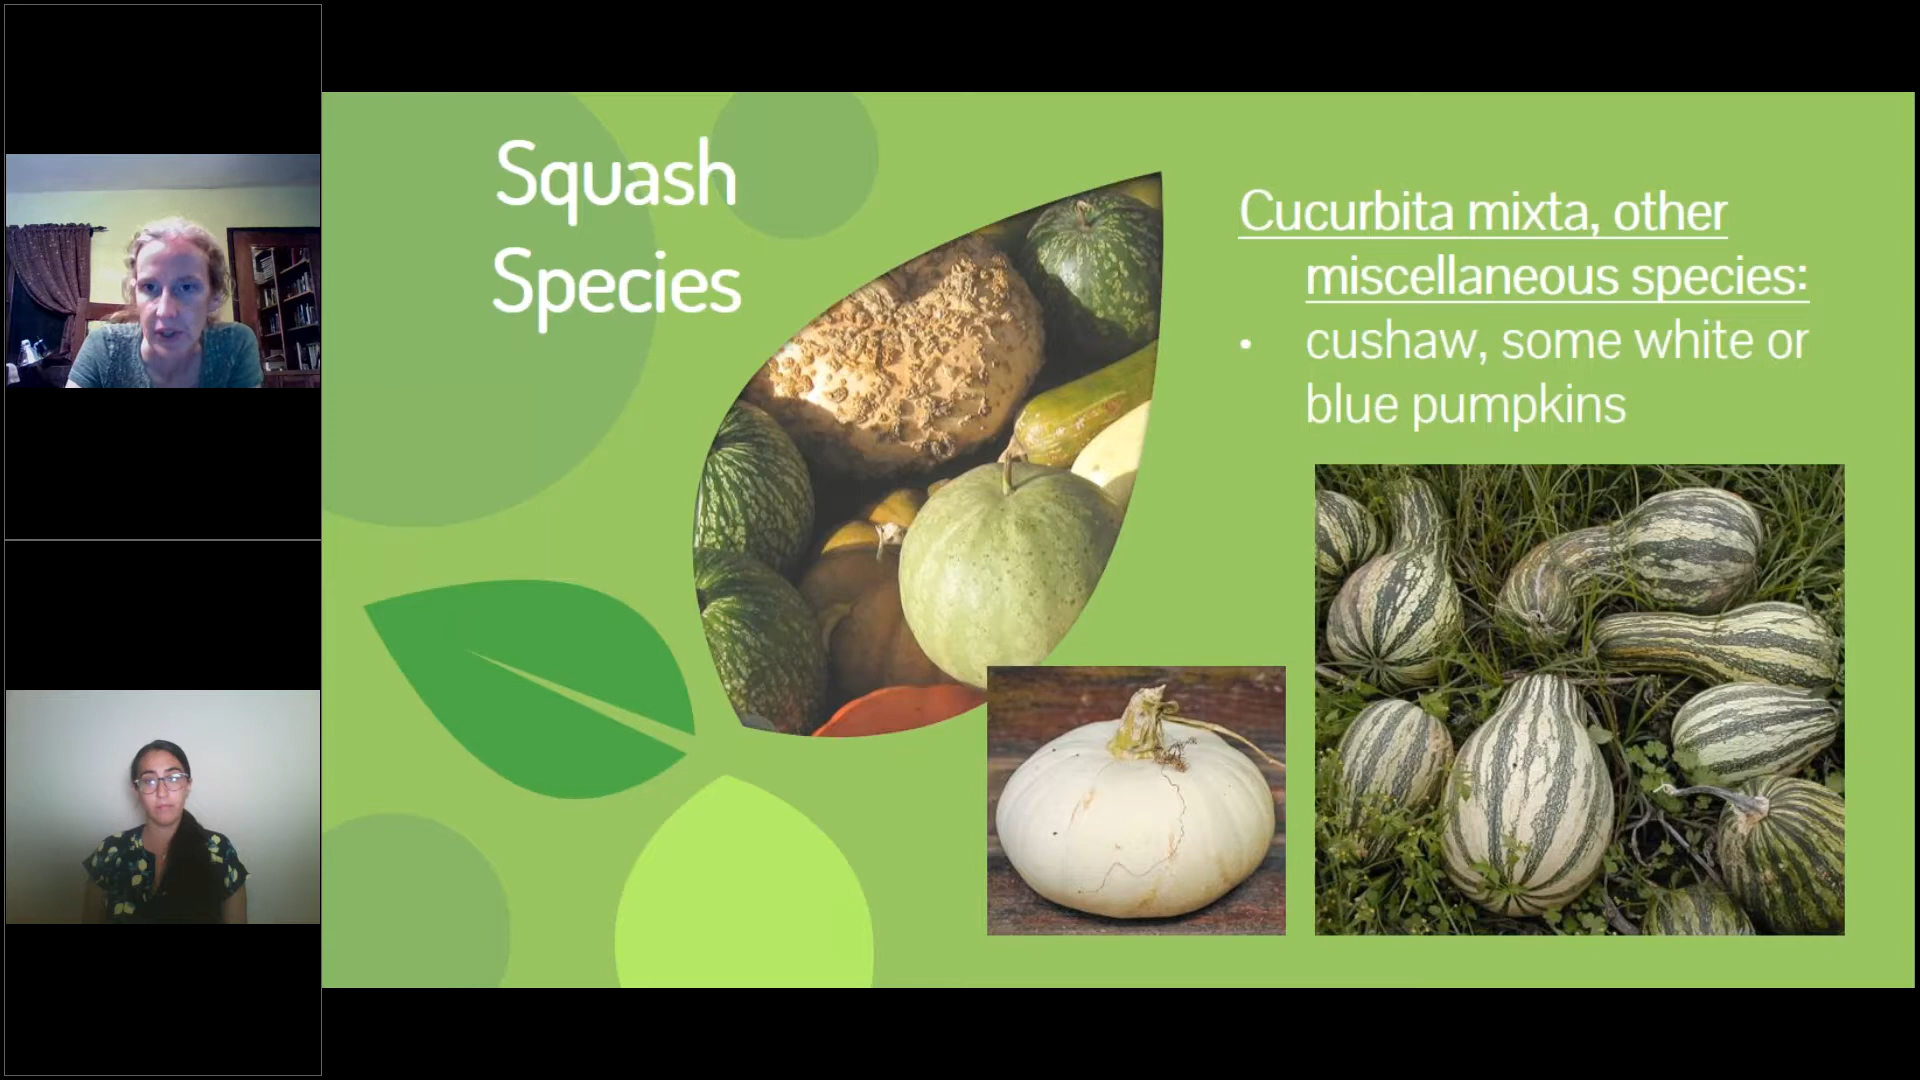 Squash
Species
Cucurbita mixta, other
miscellaneous species:
• cushaw, some white or
blue pumpkins